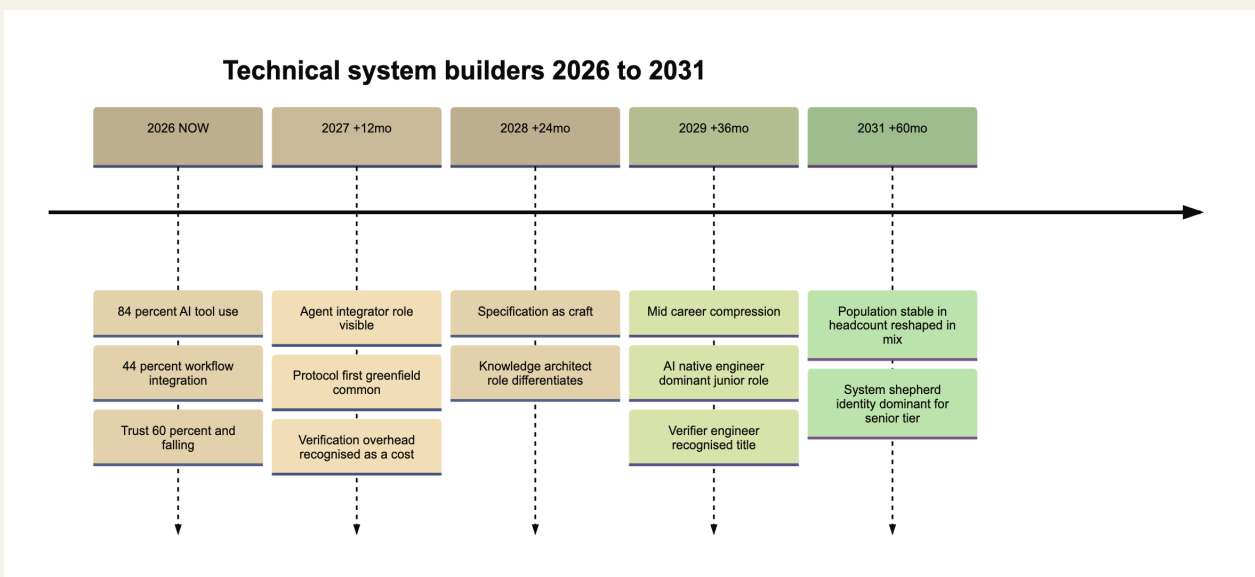 Technical system builders 2026 to 2031
2026 NOW
2027 +12mo
2028 +24mo
2029 +36mo
2031 +60mo
84 percent AI tool use
44 percent workflow
integration
Trust 60 percent and
falling
Agent integrator role
visible
Protocol first greenfield
common
Verification overhead
recognised as a cost
Specification as craft
Knowledge architect
role differentiates
Mid career compression
AI native engineer
dominant junior role
Verifier engineer
recognised title
Population stable in
headcount reshaped in
mix
System shepherd
identity dominant for
senior tier